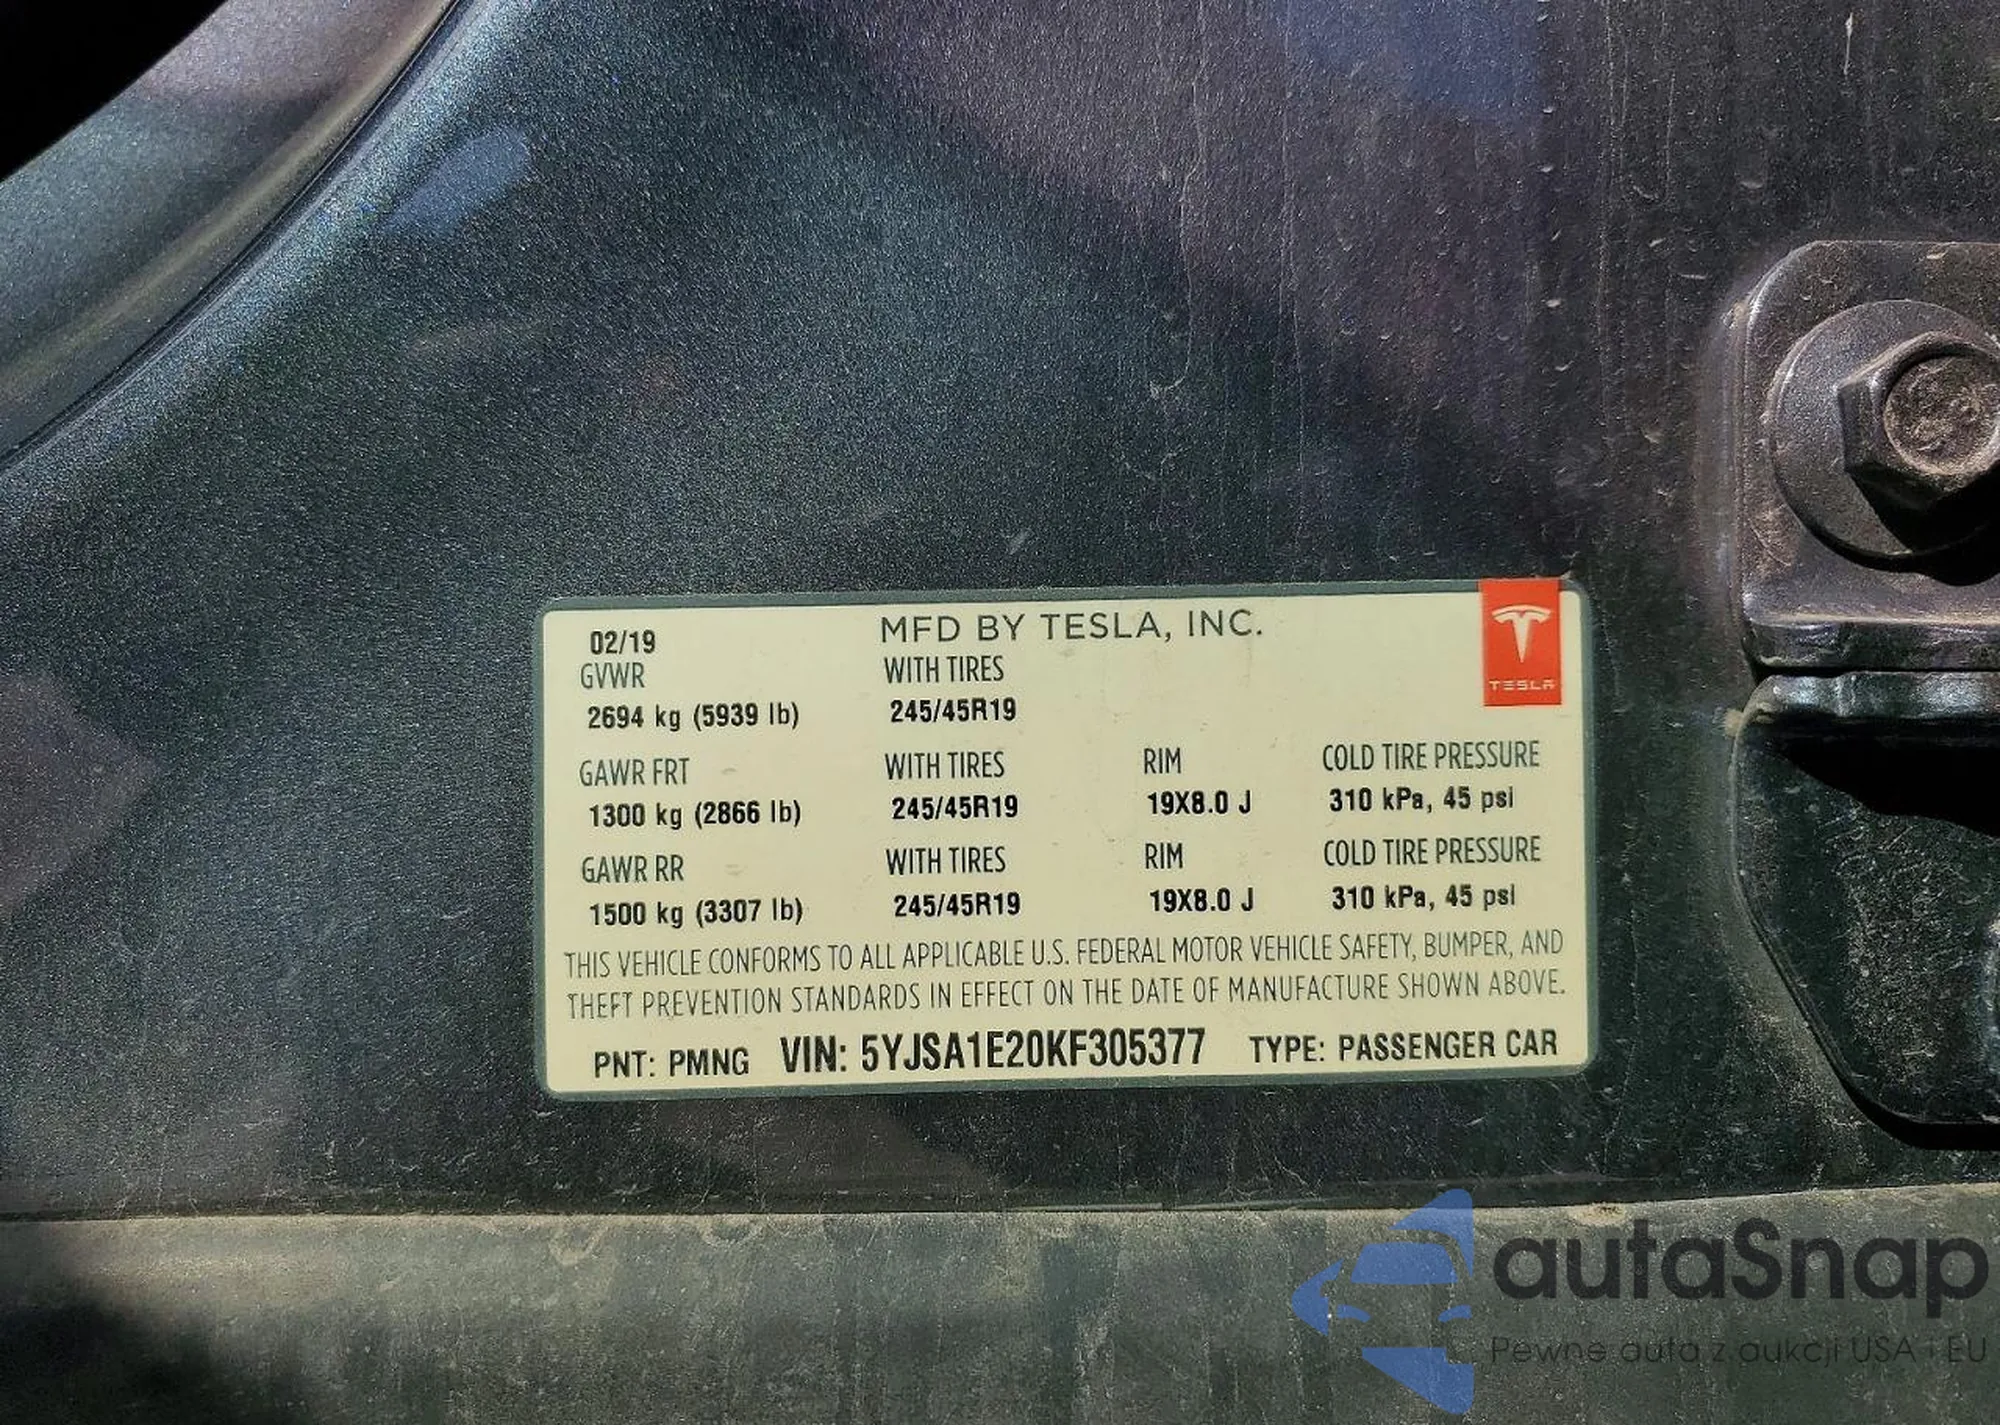 02/19 MFD BY TESLA, INC.
TESLA
GVWR WITH TIRES
2694 kg (5939 lb) 245/45R19
GAWR FRT WITH TIRES RIM COLD TIRE PRESSURE
1300 kg (2866 lb) 245/45R19 19X8.0 J 310 kPa, 45 psi
GAWR RR WITH TIRES RIM COLD TIRE PRESSURE
1500 kg (3307 lb) 245/45R19 19X8.0 J 310 kPa, 45 psi
THIS VEHICLE CONFORMS TO ALL APPLICABLE U.S. FEDERAL MOTOR VEHICLE SAFETY, BUMPER, AND
THEFT PREVENTION STANDARDS IN EFFECT ON THE DATE OF MANUFACTURE SHOWN ABOVE.
PNT: PMNG VIN: 5YJSA1E20KF305377 TYPE: PASSENGER CAR
autaSnap
Pewne auta z aukcji USA i EU